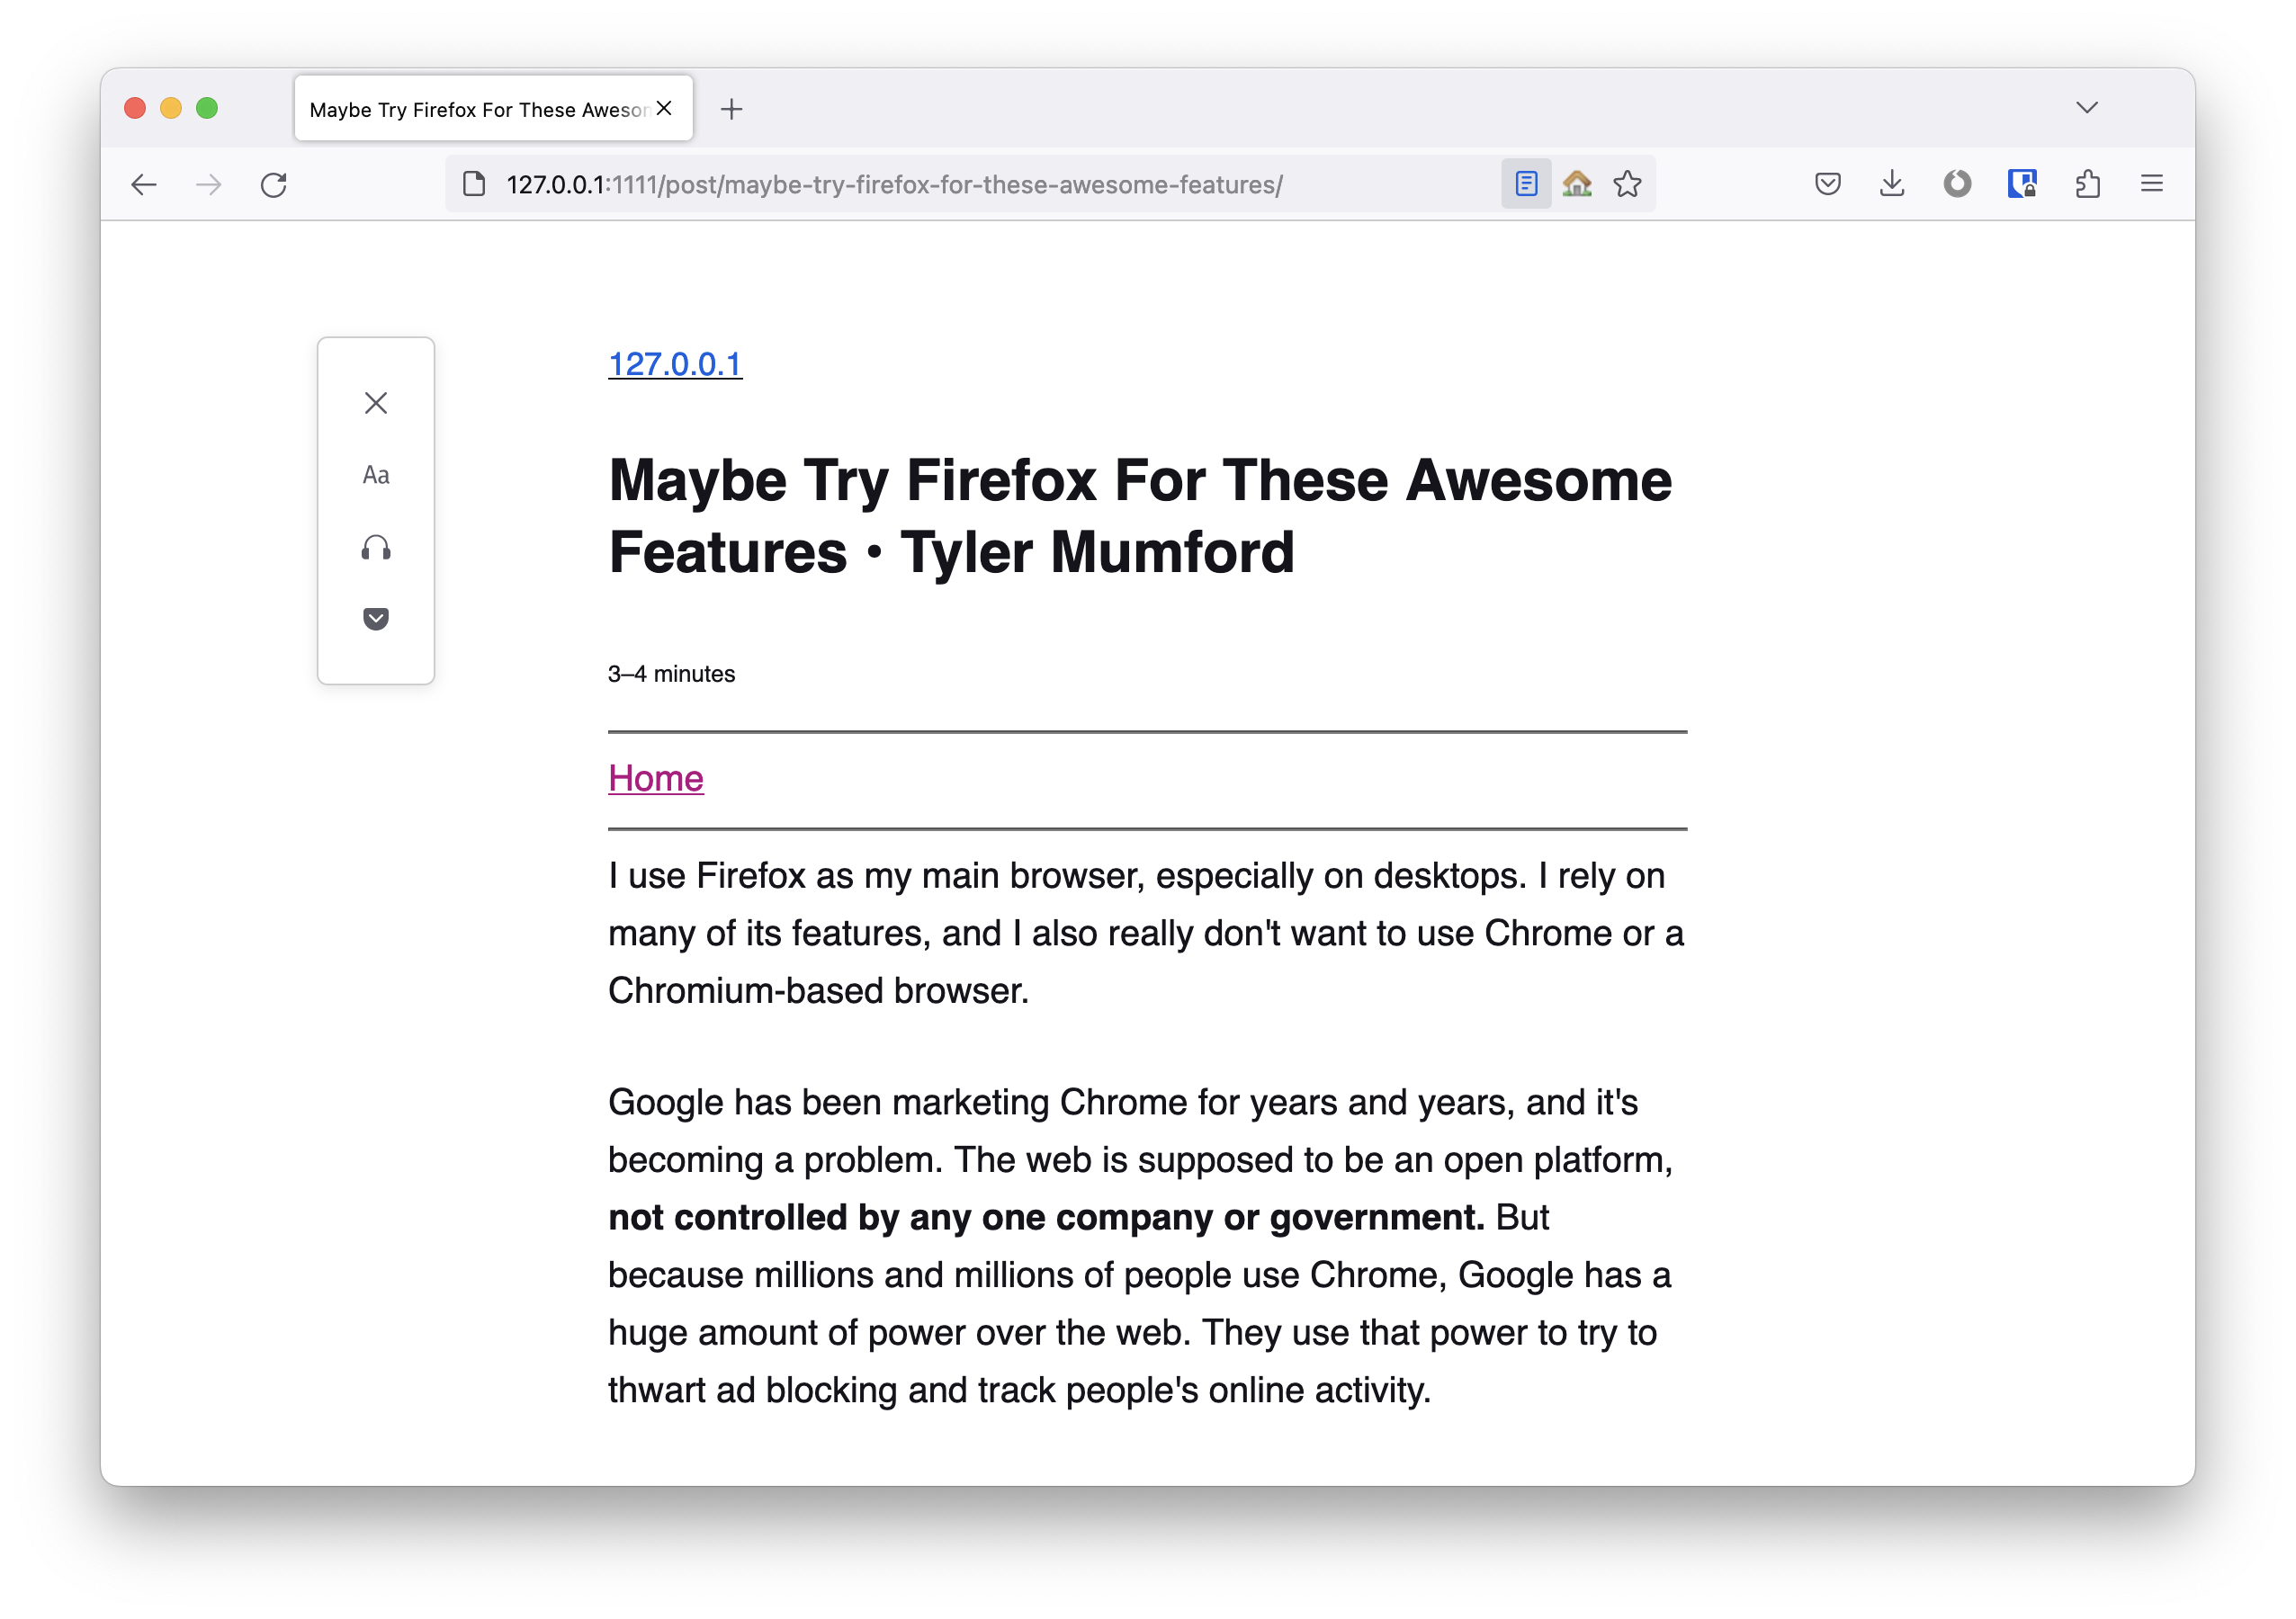 Maybe Try Firefox For These Aweso
127.0.0.1:1111/post/maybe-try-firefox-for-these-awesome-features/
127.0.0.1
Aa
Maybe Try Firefox For These Awesome
Features • Tyler Mumford
3–4 minutes
Home
I use Firefox as my main browser, especially on desktops. I rely on
many of its features, and I also really don't want to use Chrome or a
Chromium-based browser.
Google has been marketing Chrome for years and years, and it's
becoming a problem. The web is supposed to be an open platform,
not controlled by any one company or government. But
because millions and millions of people use Chrome, Google has a
huge amount of power over the web. They use that power to try to
thwart ad blocking and track people's online activity.